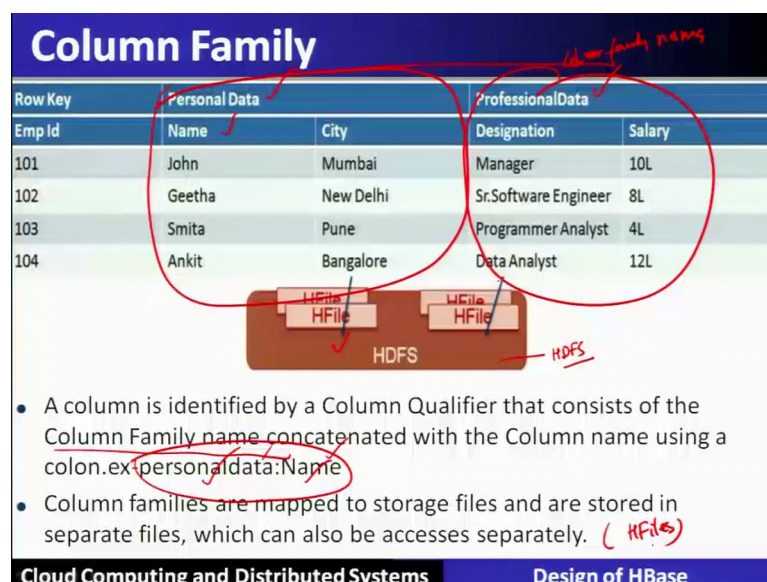 Column Family
Column family names
Row Key Personal Data ProfessionalData
Emp Id Name City Designation Salary
101 John Mumbai Manager 10L
102 Geetha New Delhi Sr.Software Engineer 8L
103 Smita Pune Programmer Analyst 4L
104 Ankit Bangalore Data Analyst 12L
HFile HFile
HFile HFile
HDFS HDFS
• A column is identified by a Column Qualifier that consists of the
Column Family name concatenated with the Column name using a
colon.ex-personaldata:Name
• Column families are mapped to storage files and are stored in
separate files, which can also be accesses separately. (HFiles)
Cloud Computing and Distributed Systems Design of HBase